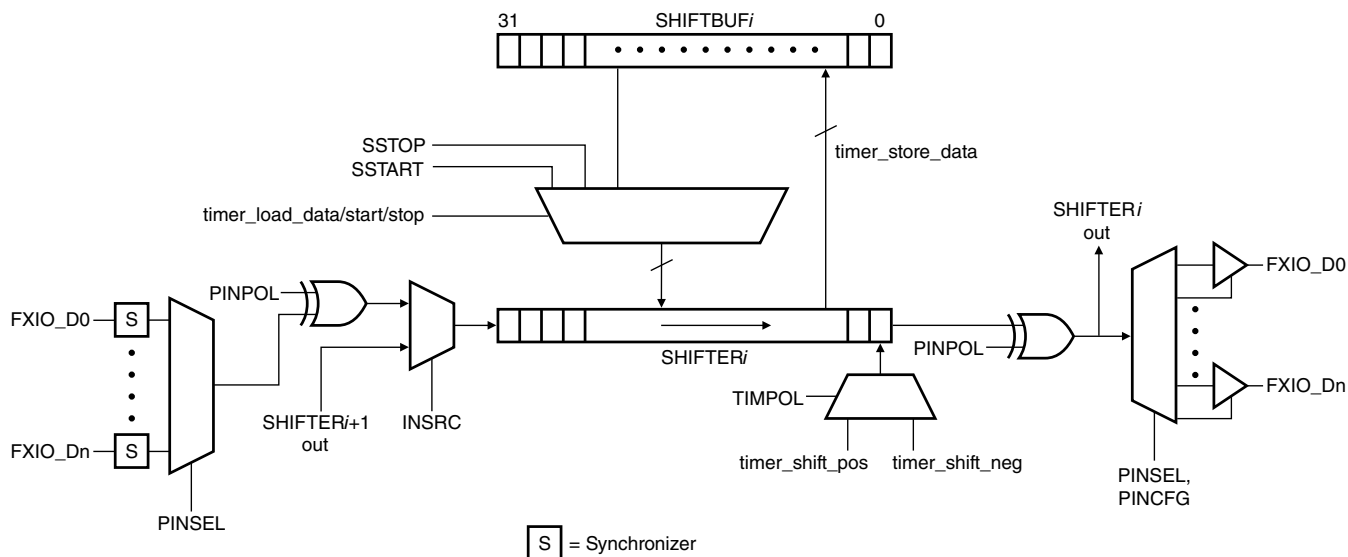 31 SHIFTBUFi 0
SSTOP
SSTART
timer_store_data
timer_load_data/start/stop
SHIFTERi
out
PINPOL
FXIO_D0
S
FXIO_D0
SHIFTERi
PINPOL
TIMPOL
FXIO_Dn
SHIFTERi+1
out
INSRC
FXIO_Dn
S
timer_shift_pos
timer_shift_neg
PINSEL,
PINCFG
PINSEL
S = Synchronizer